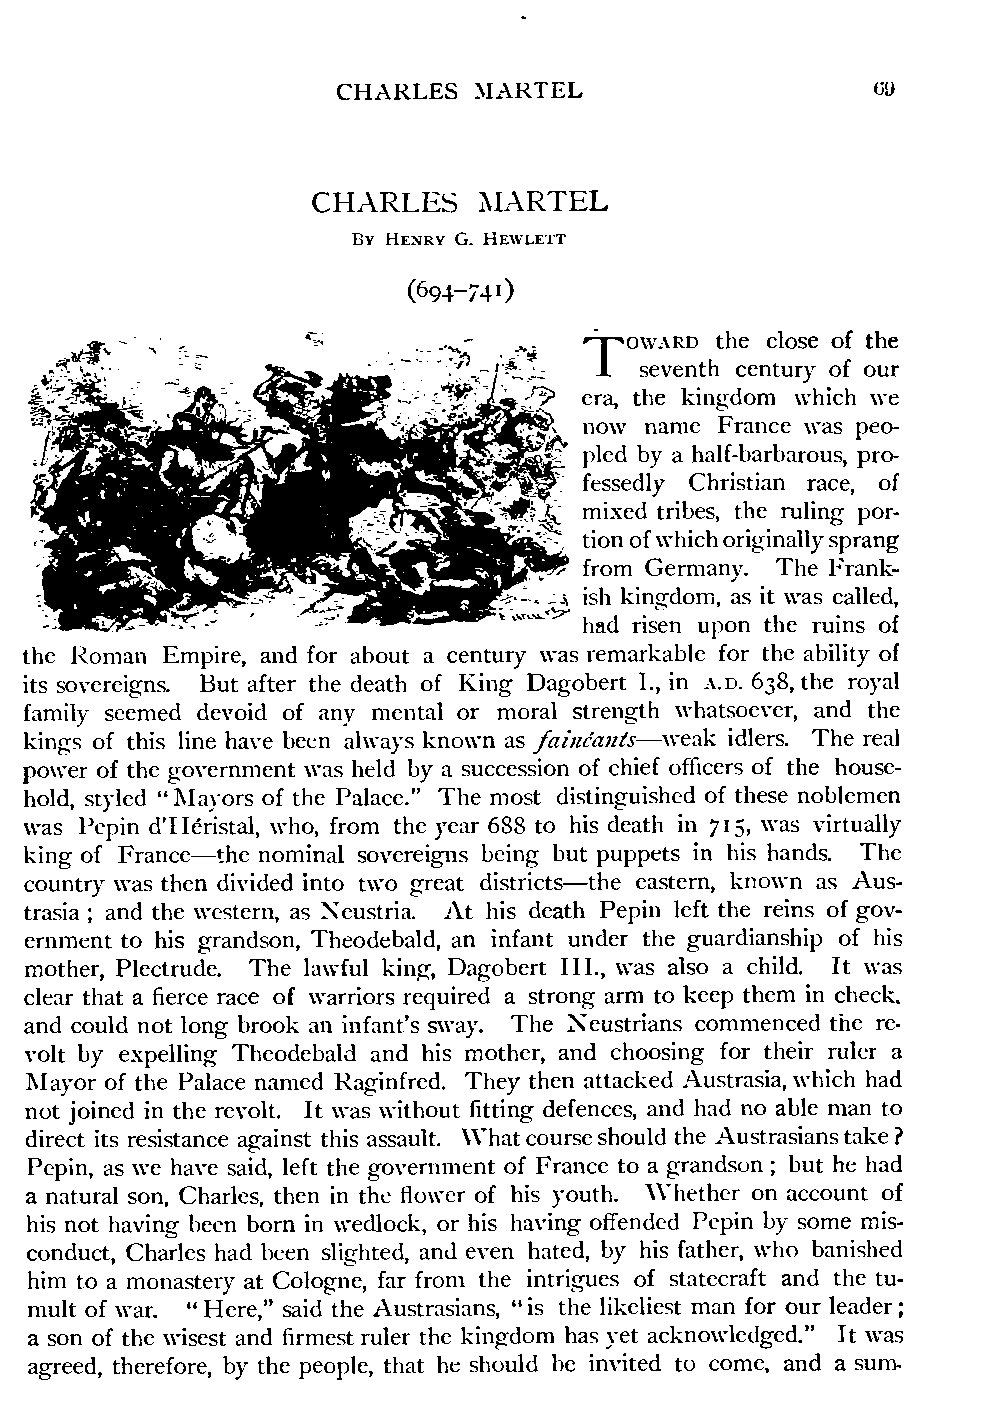 CHARLES MARTEL 69
CHARLES MARTEL
BY HENRY G. HEWLETT
(694–741)
TOWARD the close of the
seventh century of our
era, the kingdom which we
now name France was peo-
pled by a half-barbarous, pro-
fessedly Christian race, of
mixed tribes, the ruling por-
tion of which originally sprang
from Germany. The Frank-
ish kingdom, as it was called,
had risen upon the ruins of
the Roman Empire, and for about a century was remarkable for the ability of
its sovereigns. But after the death of King Dagobert I., in A.D. 638, the royal
family seemed devoid of any mental or moral strength whatsoever, and the
kings of this line have been always known as fainéants—weak idlers. The real
power of the government was held by a succession of chief officers of the house-
hold, styled “Mayors of the Palace.” The most distinguished of these noblemen
was Pepin d'Héristal, who, from the year 688 to his death in 715, was virtually
king of France—the nominal sovereigns being but puppets in his hands. The
country was then divided into two great districts—the eastern, known as Aus-
trasia; and the western, as Neustria. At his death Pepin left the reins of gov-
ernment to his grandson, Theodebald, an infant under the guardianship of his
mother, Plectrude. The lawful king, Dagobert III., was also a child. It was
clear that a fierce race of warriors required a strong arm to keep them in check,
and could not long brook an infant's sway. The Neustrians commenced the re-
volt by expelling Theodebald and his mother, and choosing for their ruler a
Mayor of the Palace named Raginfred. They then attacked Austrasia, which had
not joined in the revolt. It was without fitting defences, and had no able man to
direct its resistance against this assault. What course should the Austrasians take?
Pepin, as we have said, left the government of France to a grandson; but he had
a natural son, Charles, then in the flower of his youth. Whether on account of
his not having been born in wedlock, or his having offended Pepin by some mis-
conduct, Charles had been slighted, and even hated, by his father, who banished
him to a monastery at Cologne, far from the intrigues of statecraft and the tu-
mult of war. “Here,” said the Austrasians, “is the likeliest man for our leader;
a son of the wisest and firmest ruler the kingdom has yet acknowledged.” It was
agreed, therefore, by the people, that he should be invited to come, and a sum-